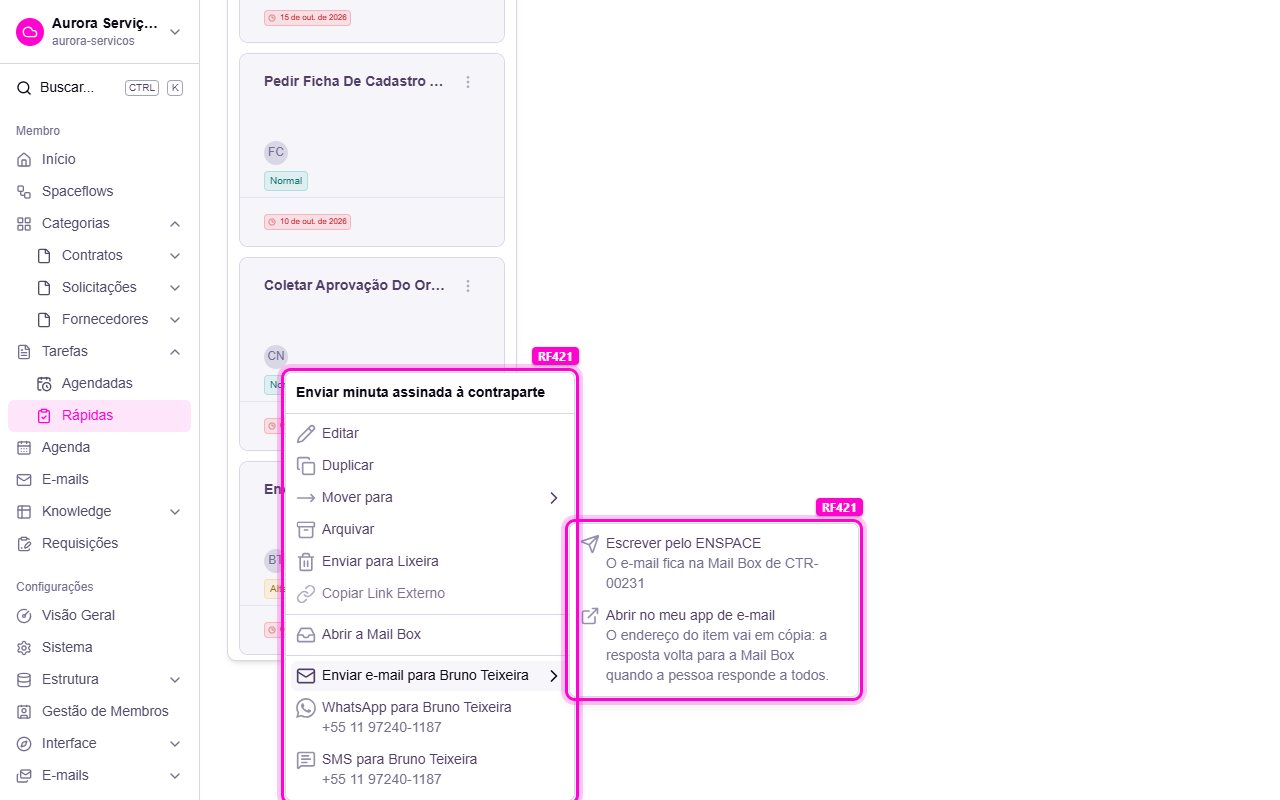 Aurora Serviç...
aurora-servicos
Buscar...
CTRL
K
Membro
Início
Spaceflows
Categorias
Contratos
Solicitações
Fornecedores
Tarefas
Agendadas
Rápidas
Agenda
E-mails
Knowledge
Requisições
Configurações
Visão Geral
Sistema
Estrutura
Gestão de Membros
Interface
E-mails
15 de out. de 2026
Pedir Ficha De Cadastro ...
FC
Normal
10 de out. de 2026
Coletar Aprovação Do Or...
CN
RF421
Enviar minuta assinada à contraparte
Editar
Duplicar
Mover para
Arquivar
Enviar para Lixeira
Copiar Link Externo
Abrir a Mail Box
Enviar e-mail para Bruno Teixeira
WhatsApp para Bruno Teixeira
+55 11 97240-1187
SMS para Bruno Teixeira
+55 11 97240-1187
RF421
Escrever pelo ENSPACE
O e-mail fica na Mail Box de CTR-
00231
Abrir no meu app de e-mail
O endereço do item vai em cópia: a
resposta volta para a Mail Box
quando a pessoa responde a todos.